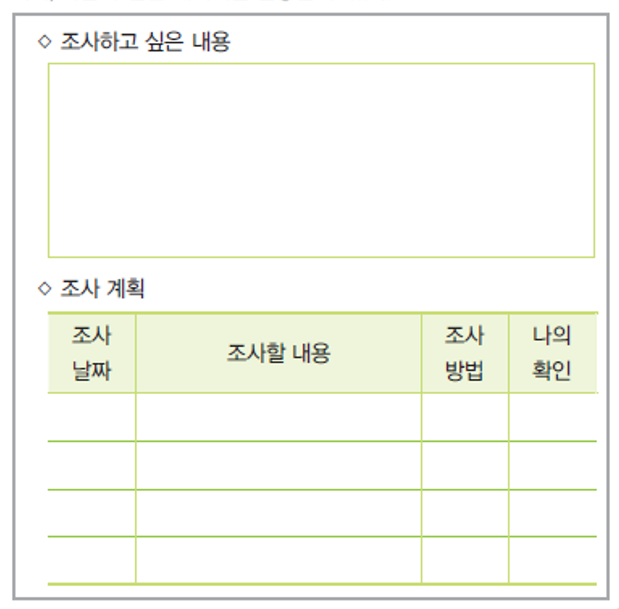 ◇ 조사하고 싶은 내용
◇ 조사 계획
조사 날짜 조사할 내용 조사 방법 나의 확인